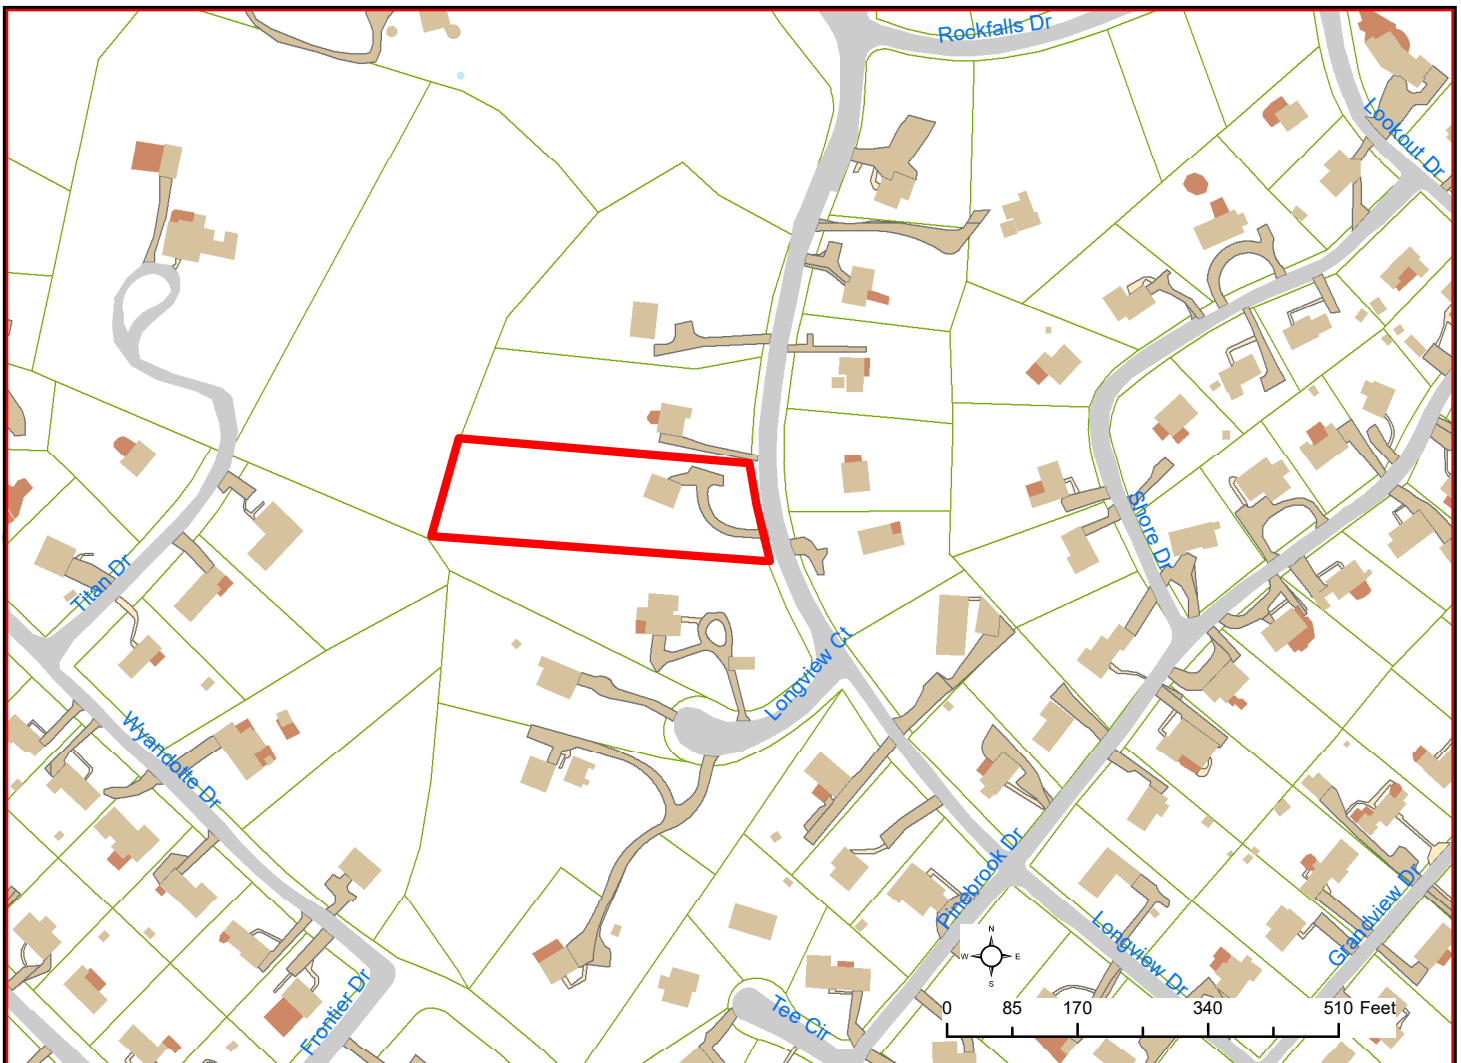 Rockfalls Dr
Lookout Dr
Shore Dr
Titan Dr
Longview Ct
Wyandotte Dr
Pinebrook Dr
Grandview Dr
Longview Dr
N
W E
S
Frontier Dr
Tee Cir
0 85 170 340 510 Feet